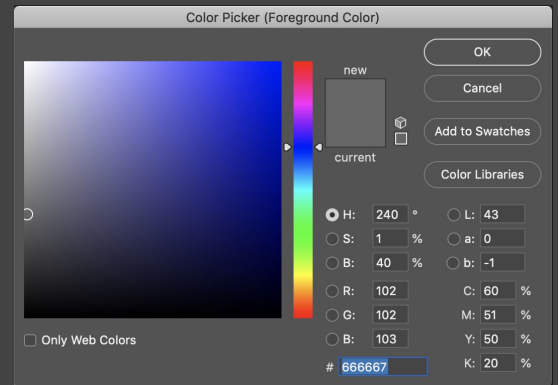 Color Picker (Foreground Color)
new
current
OK
Cancel
Add to Swatches
Color Libraries
H: 240 °
S: 1 %
B: 40 %
R: 102
G: 102
B: 103
# 666667
L: 43
a: 0
b: -1
C: 60 %
M: 51 %
Y: 50 %
K: 20 %
Only Web Colors